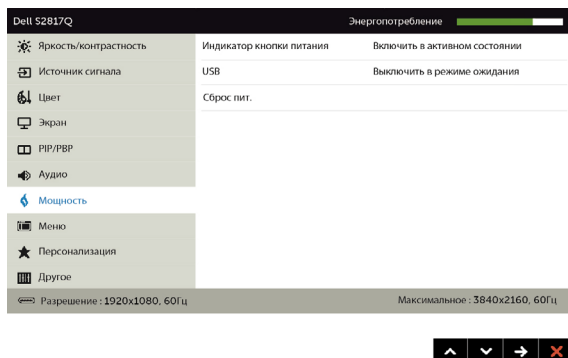 Dell S2817Q Энергопотребление
Яркость/контрастность Индикатор кнопки питания Включить в активном состоянии
Источник сигнала USB Выключить в режиме ожидания
Цвет Сброс пит.
Экран
PIP/PBP
Аудио
Мощность
Меню
Персонализация
Другое
Разрешение : 1920x1080, 60Гц Максимальное : 3840x2160, 60Гц